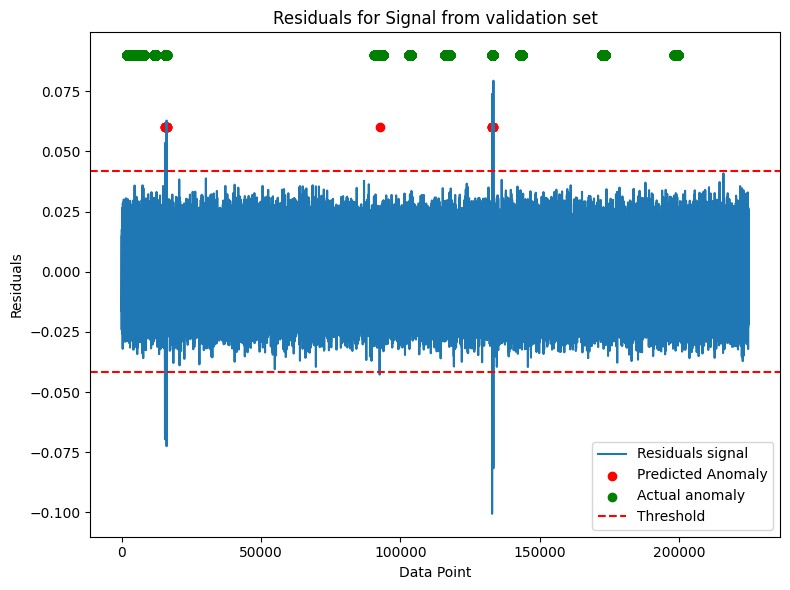 Residuals for Signal from validation set
0.075
0.050
0.025
0.000
−0.025
−0.050
−0.075
−0.100
Residuals
0
50000
100000
150000
200000
Data Point
Residuals signal
Predicted Anomaly
Actual anomaly
Threshold